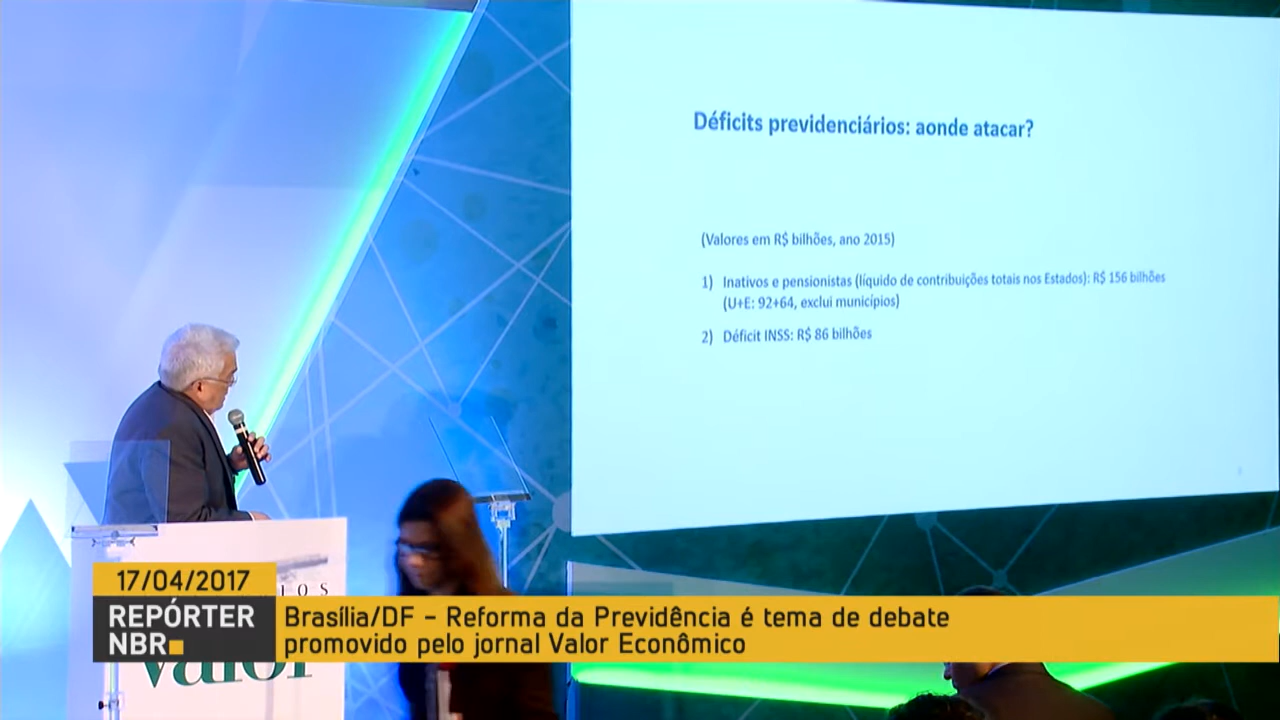 Déficits previdenciários: aonde atacar?
(Valores em R$ bilhões, ano 2015)
1) Inativos e pensionistas (líquido de contribuições totais nos Estados): R$ 156 bilhões
(U+E: 92+64, exclui municípios)
2) Déficit INSS: R$ 86 bilhões
17/04/2017
REPÓRTER
NBR
Brasília/DF - Reforma da Previdência é tema de debate
promovido pelo jornal Valor Econômico
Valor